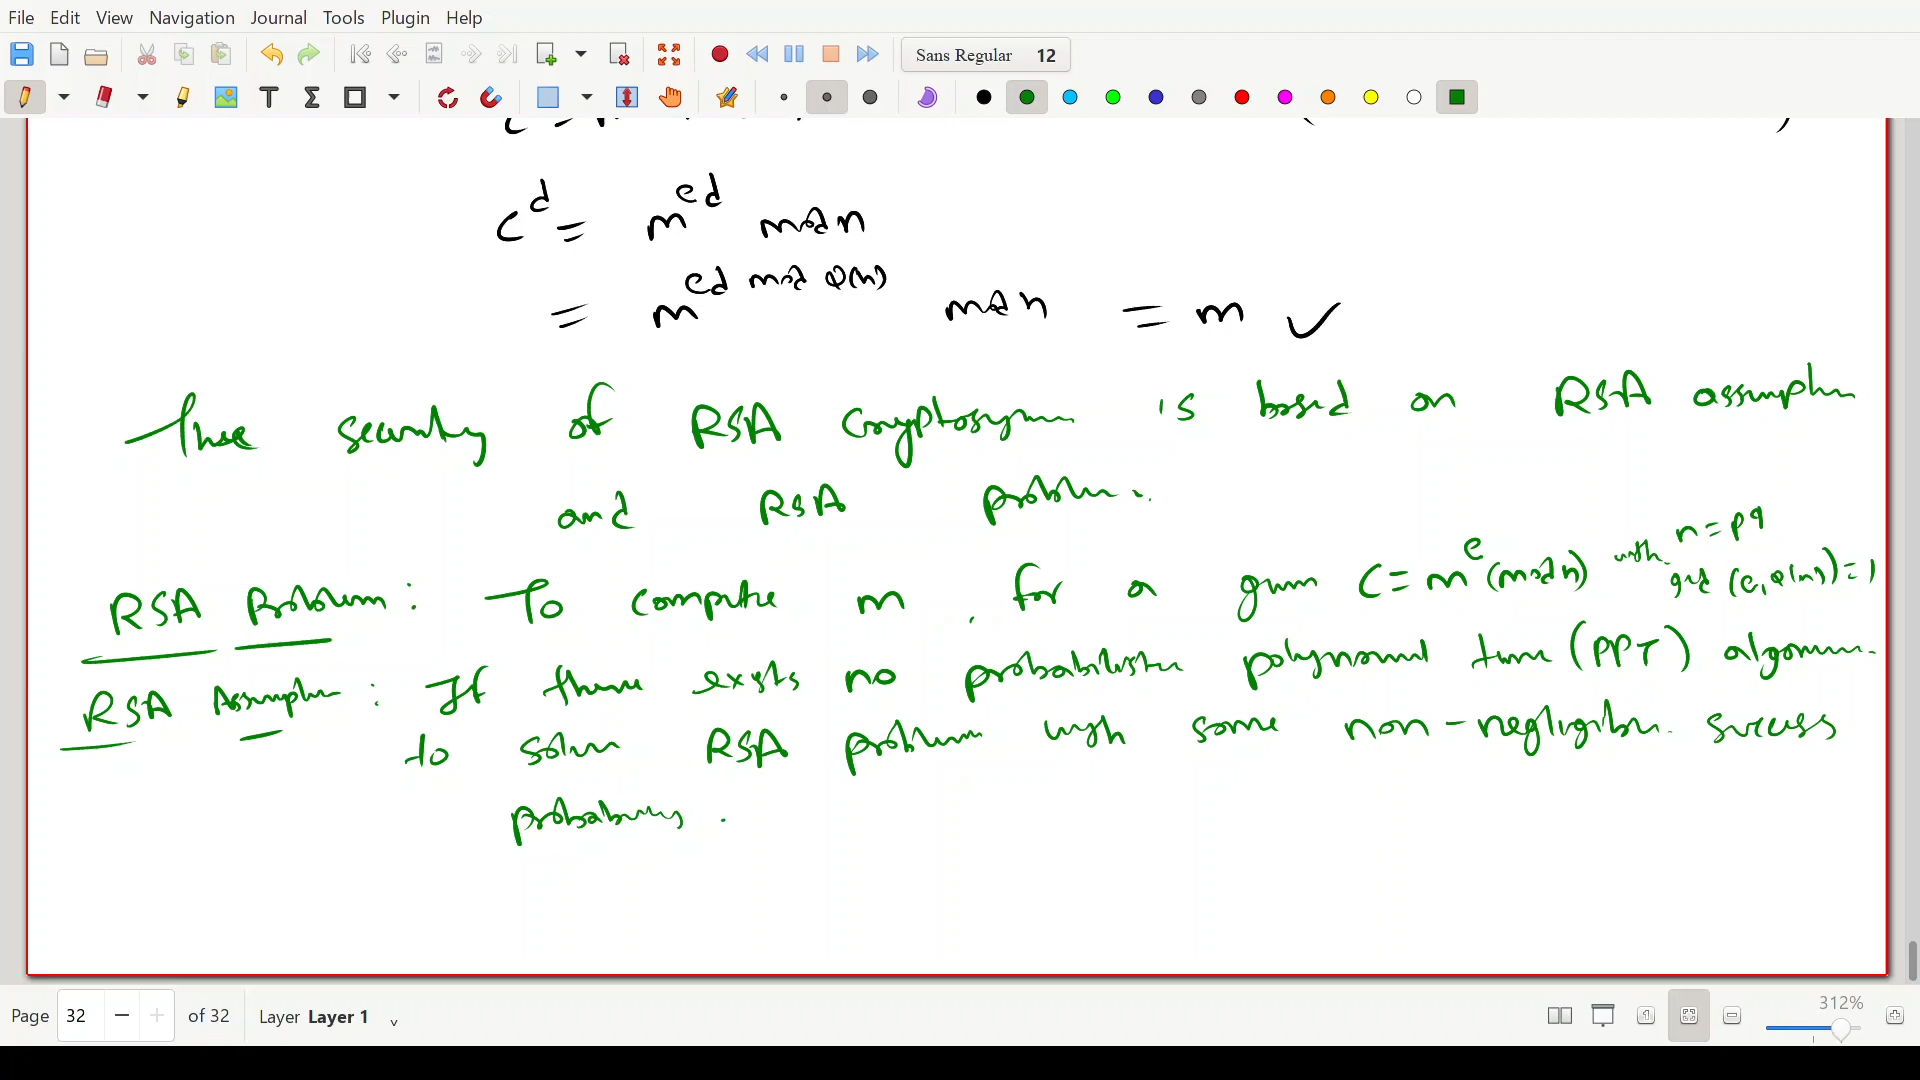 File Edit View Navigation Journal Tools Plugin Help
Sans Regular 12
c^d = m^ed mod n
= m^(ed mod φ(n)) mod n = m ✓
The security of RSA Cryptosystem is based on RSA assumption
and RSA problem.
RSA Problem: To compute m for a given C = m^e (mod n) with n = pq gcd (e, φ(n)) = 1
RSA Assumption: If there exists no probabilistic polynomial time (PPT) algorithm
to solve RSA problem with some non-negligible success
probability.
Page 32 of 32 Layer Layer 1 312%